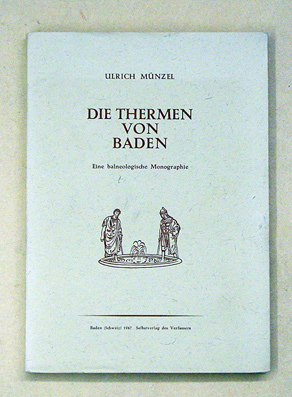 ULRICH MÜNZEL
DIE THERMEN
VON
BADEN
Eine balneologische Monographie
Baden (Schweiz) 1947 Selbstverlag des Verfassers